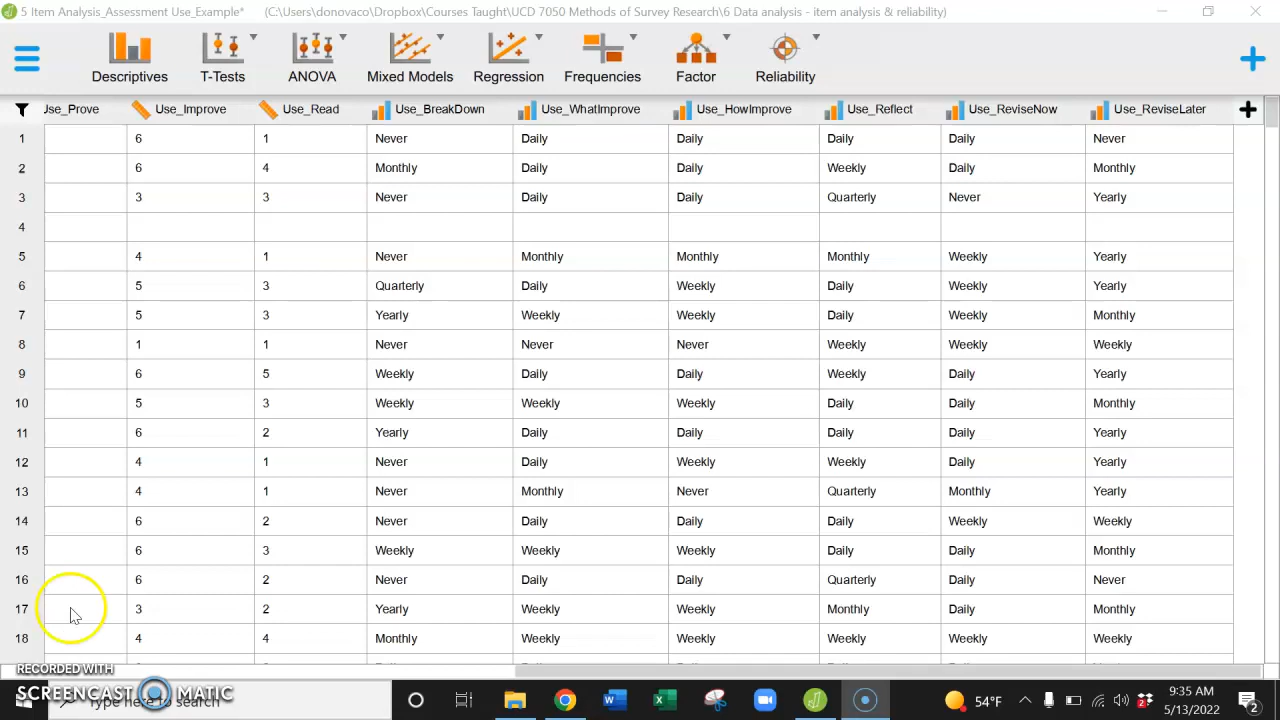 5 Item Analysis_Assessment Use_Example* (C:\Users\donovaco\Dropbox\Courses Taught\UCD 7050 Methods of Survey Research\6 Data analysis - item analysis & reliability)
Descriptives T-Tests ANOVA Mixed Models Regression Frequencies Factor Reliability
Use_Prove Use_Improve Use_Read Use_BreakDown Use_WhatImprove Use_HowImprove Use_Reflect Use_ReviseNow Use_ReviseLater
1 6 1 Never Daily Daily Daily Daily Never
2 6 4 Monthly Daily Daily Weekly Daily Monthly
3 3 3 Never Daily Daily Quarterly Never Yearly
4
5 4 1 Never Monthly Monthly Monthly Weekly Yearly
6 5 3 Quarterly Daily Weekly Daily Weekly Yearly
7 5 3 Yearly Weekly Weekly Daily Weekly Monthly
8 1 1 Never Never Never Weekly Weekly Weekly
9 6 5 Weekly Daily Daily Weekly Daily Yearly
10 5 3 Weekly Weekly Weekly Daily Daily Monthly
11 6 2 Yearly Daily Daily Daily Daily Yearly
12 4 1 Never Daily Weekly Weekly Daily Yearly
13 4 1 Never Monthly Never Quarterly Monthly Yearly
14 6 2 Never Daily Daily Daily Weekly Weekly
15 6 3 Weekly Weekly Weekly Daily Daily Monthly
16 6 2 Never Daily Daily Quarterly Daily Never
17 3 2 Yearly Weekly Weekly Monthly Daily Monthly
18 4 4 Monthly Weekly Weekly Weekly Weekly Weekly
RECORDED WITH
SCREENCAST MATIC
Type here to search
54°F
9:35 AM
5/13/2022
2